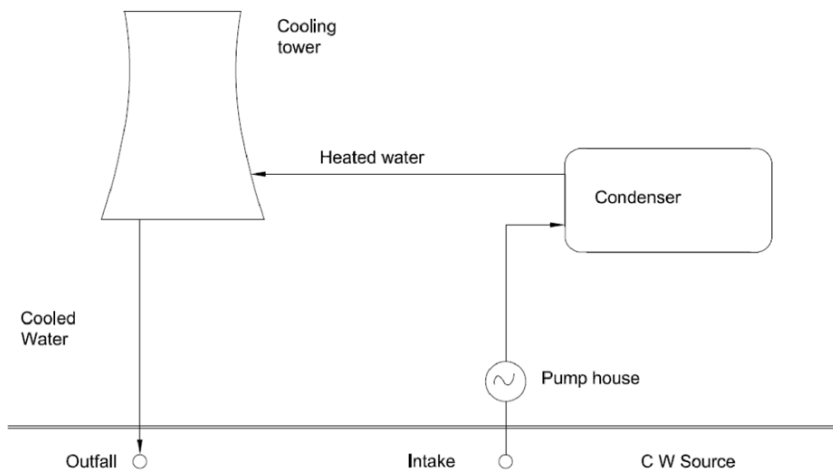 Cooling
tower
Heated water
Condenser
Cooled
Water
Pump house
Outfall
Intake
C W Source